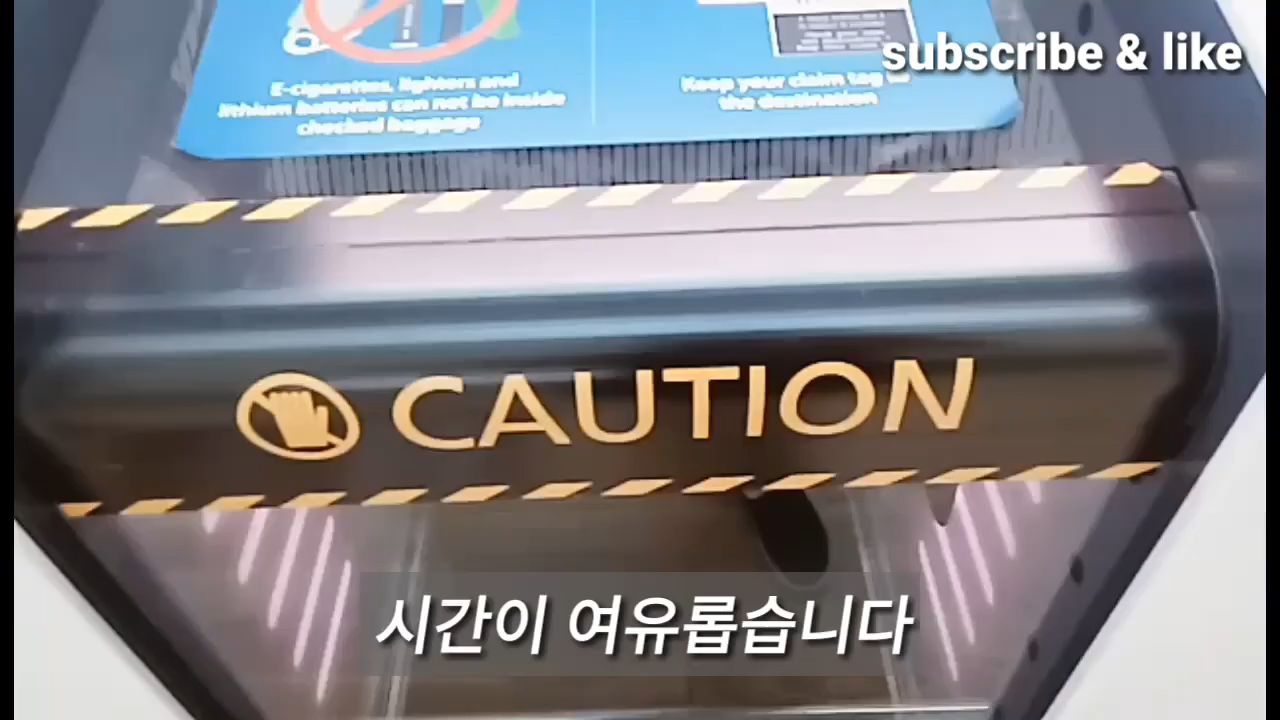 subscribe & like
E-cigarettes, lighters and
lithium batteries can not be inside
checked baggage
Keep your claim tag
the destination
CAUTION
시간이 여유롭습니다